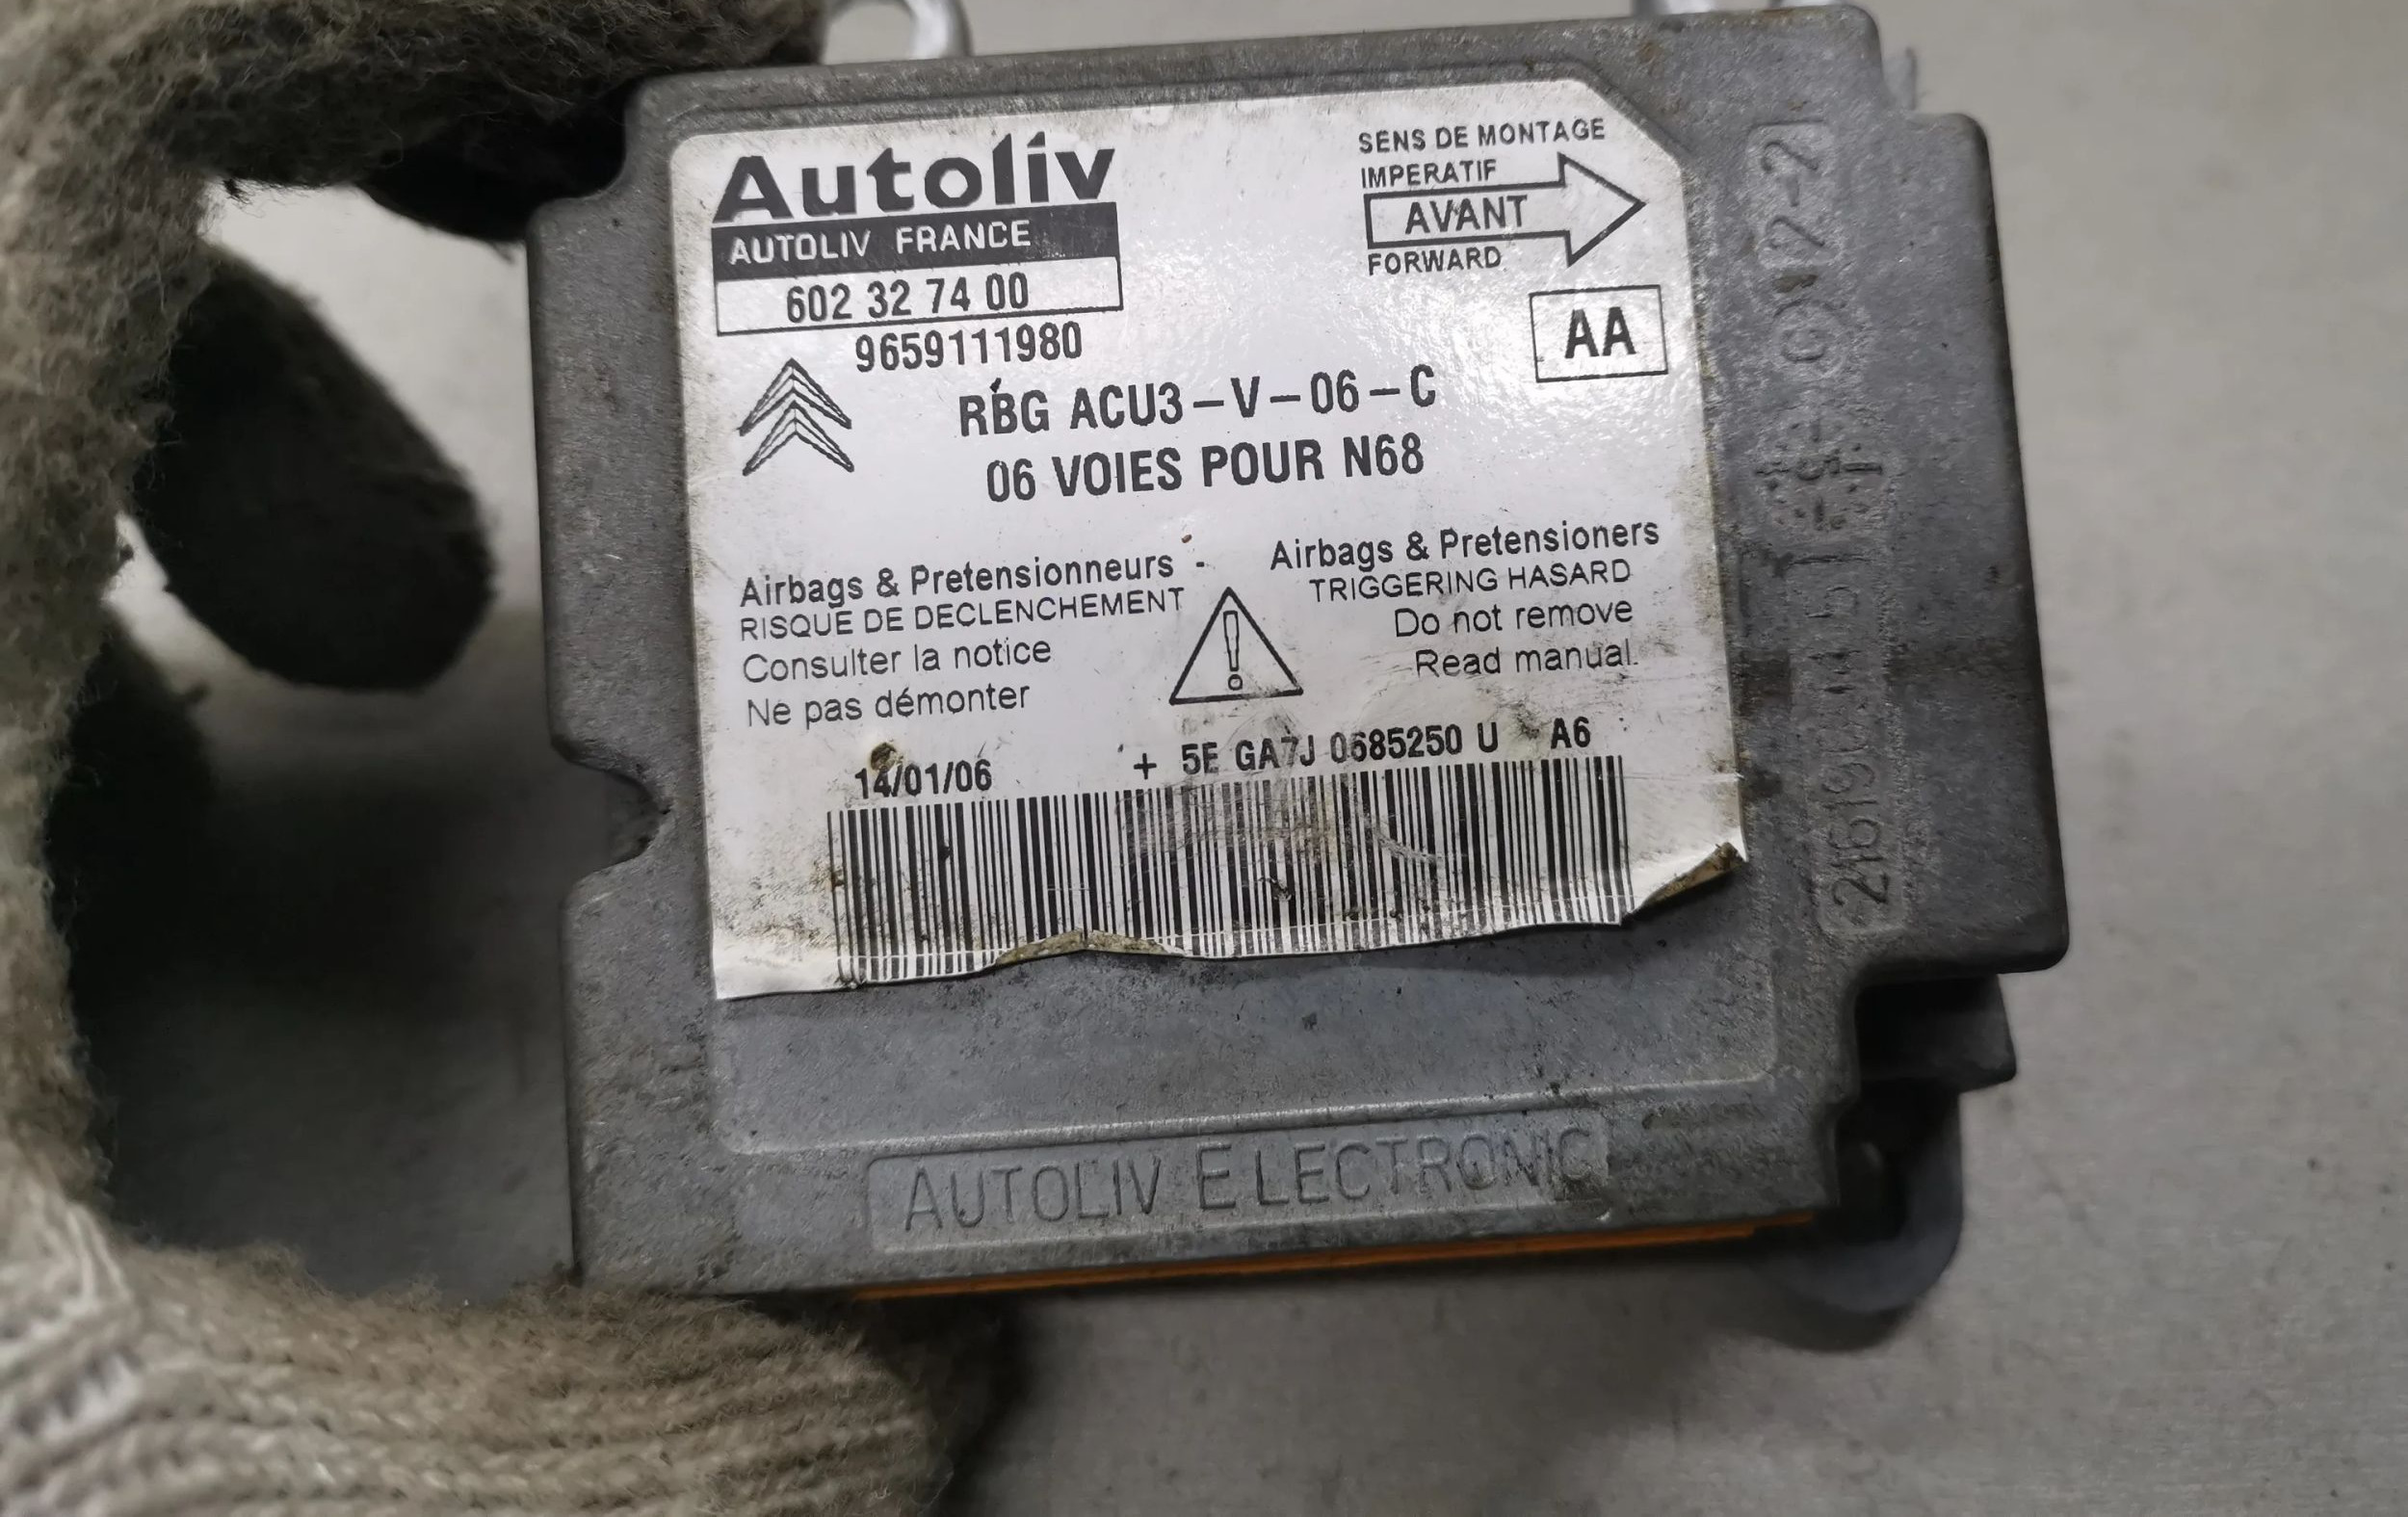 Autoliv
AUTOLIV FRANCE
602 32 74 00
9659111980
SENS DE MONTAGE
IMPERATIF
AVANT
FORWARD
AA
RBG ACU3-V-06-C
06 VOIES POUR N68
Airbags & Pretensionneurs -
RISQUE DE DECLENCHEMENT
Consulter la notice
Ne pas démonter
Airbags & Pretensioners
TRIGGERING HASARD
Do not remove
Read manual.
14/01/06 + 5E GA7J 0685250 U A6
AUTOLIV ELECTRONIC
12-2